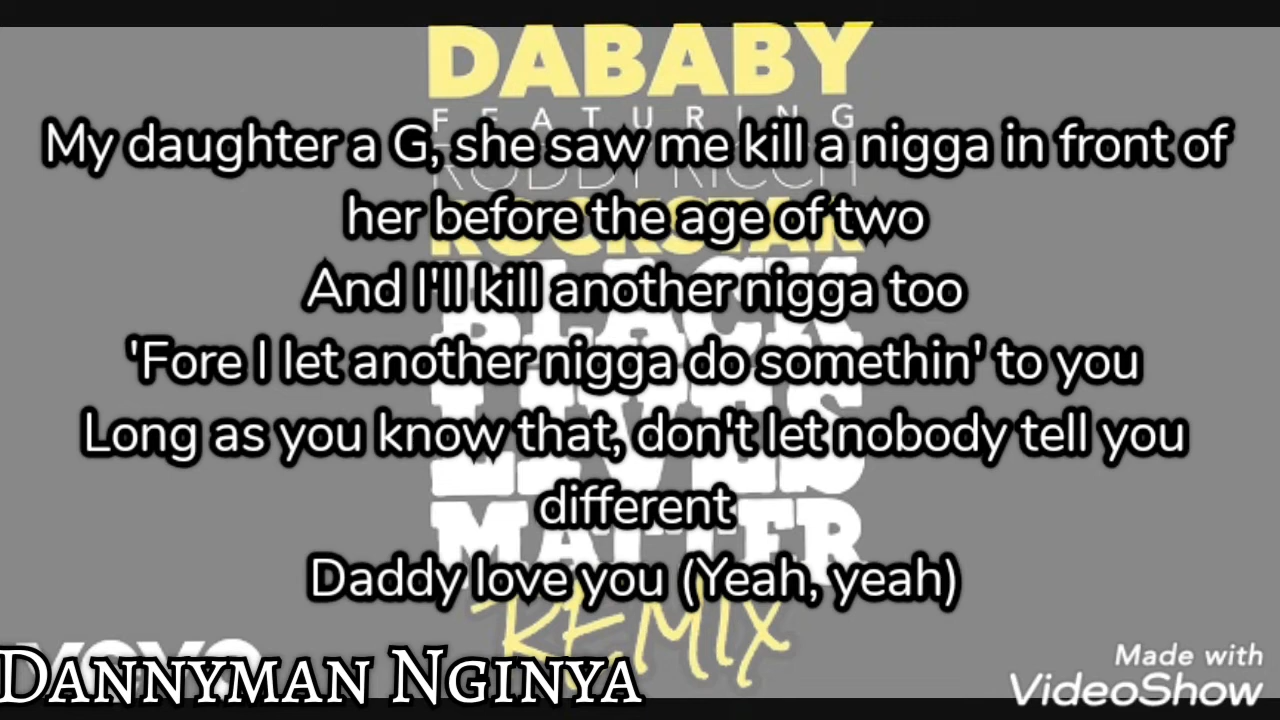 DABABY
FEATURING
RODDY RICCH
ROCKSTAR
BLACK
LIVES
MATTER
REMIX
My daughter a G, she saw me kill a nigga in front of
her before the age of two
And I'll kill another nigga too
'Fore I let another nigga do somethin' to you
Long as you know that, don't let nobody tell you
different
Daddy love you (Yeah, yeah)
vevo
DANNYMAN NGINYA
Made with
VideoShow